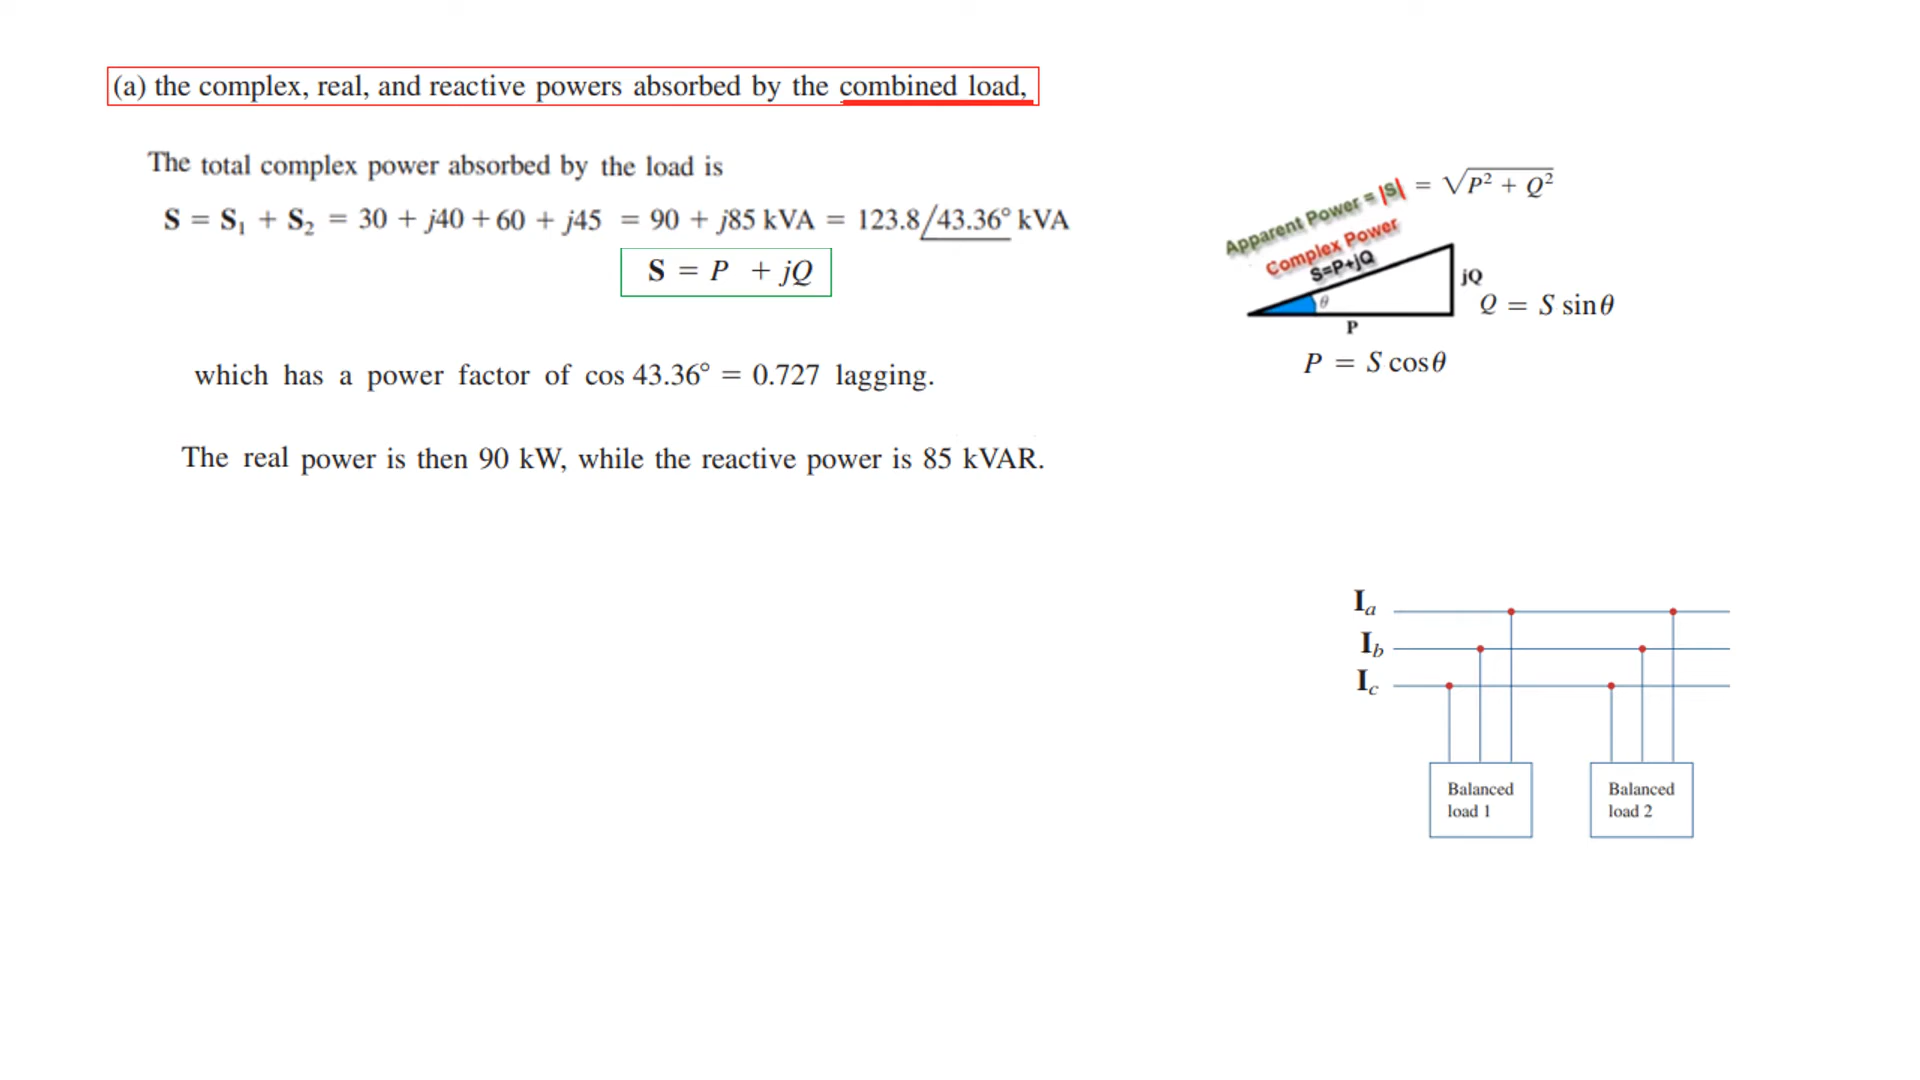 (a) the complex, real, and reactive powers absorbed by the combined load,
The total complex power absorbed by the load is
S = S₁ + S₂ = 30 + j40 + 60 + j45 = 90 + j85 kVA = 123.8/43.36° kVA
S = P + jQ
which has a power factor of cos 43.36° = 0.727 lagging.
The real power is then 90 kW, while the reactive power is 85 kVAR.
Apparent Power = |S| = √P² + Q²
Complex Power
S=P+jQ
θ
jQ
Q = S sinθ
P
P = S cosθ
Iₐ
I_b
I_c
Balanced
load 1
Balanced
load 2